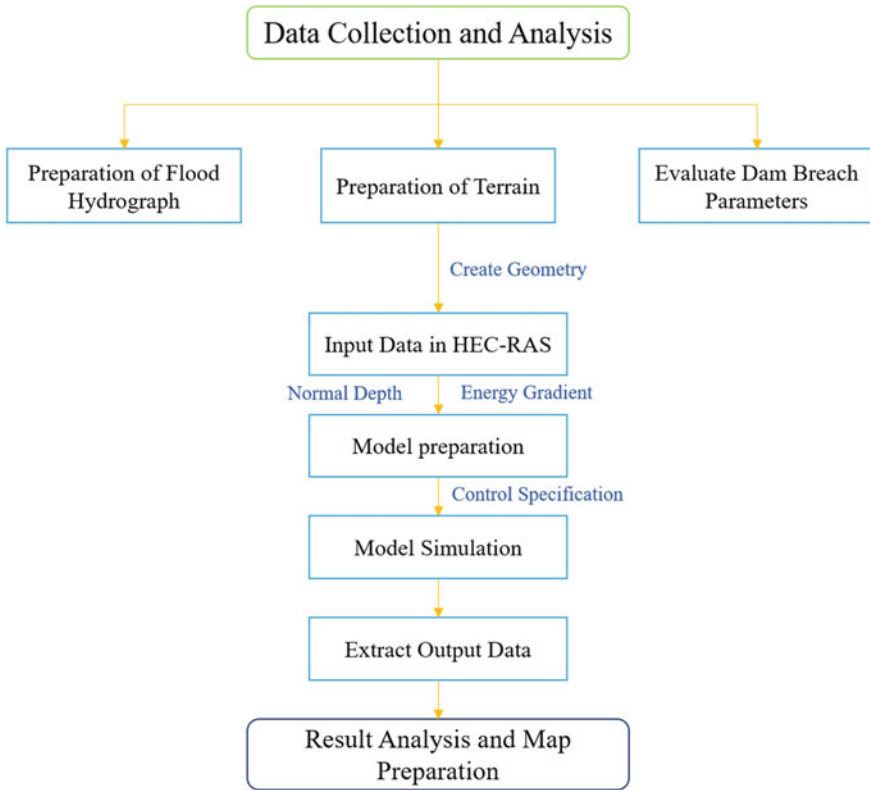 Data Collection and Analysis
Preparation of Flood
Hydrograph
Preparation of Terrain
Evaluate Dam Breach
Parameters
Create Geometry
Input Data in HEC-RAS
Normal Depth
Energy Gradient
Model preparation
Control Specification
Model Simulation
Extract Output Data
Result Analysis and Map
Preparation